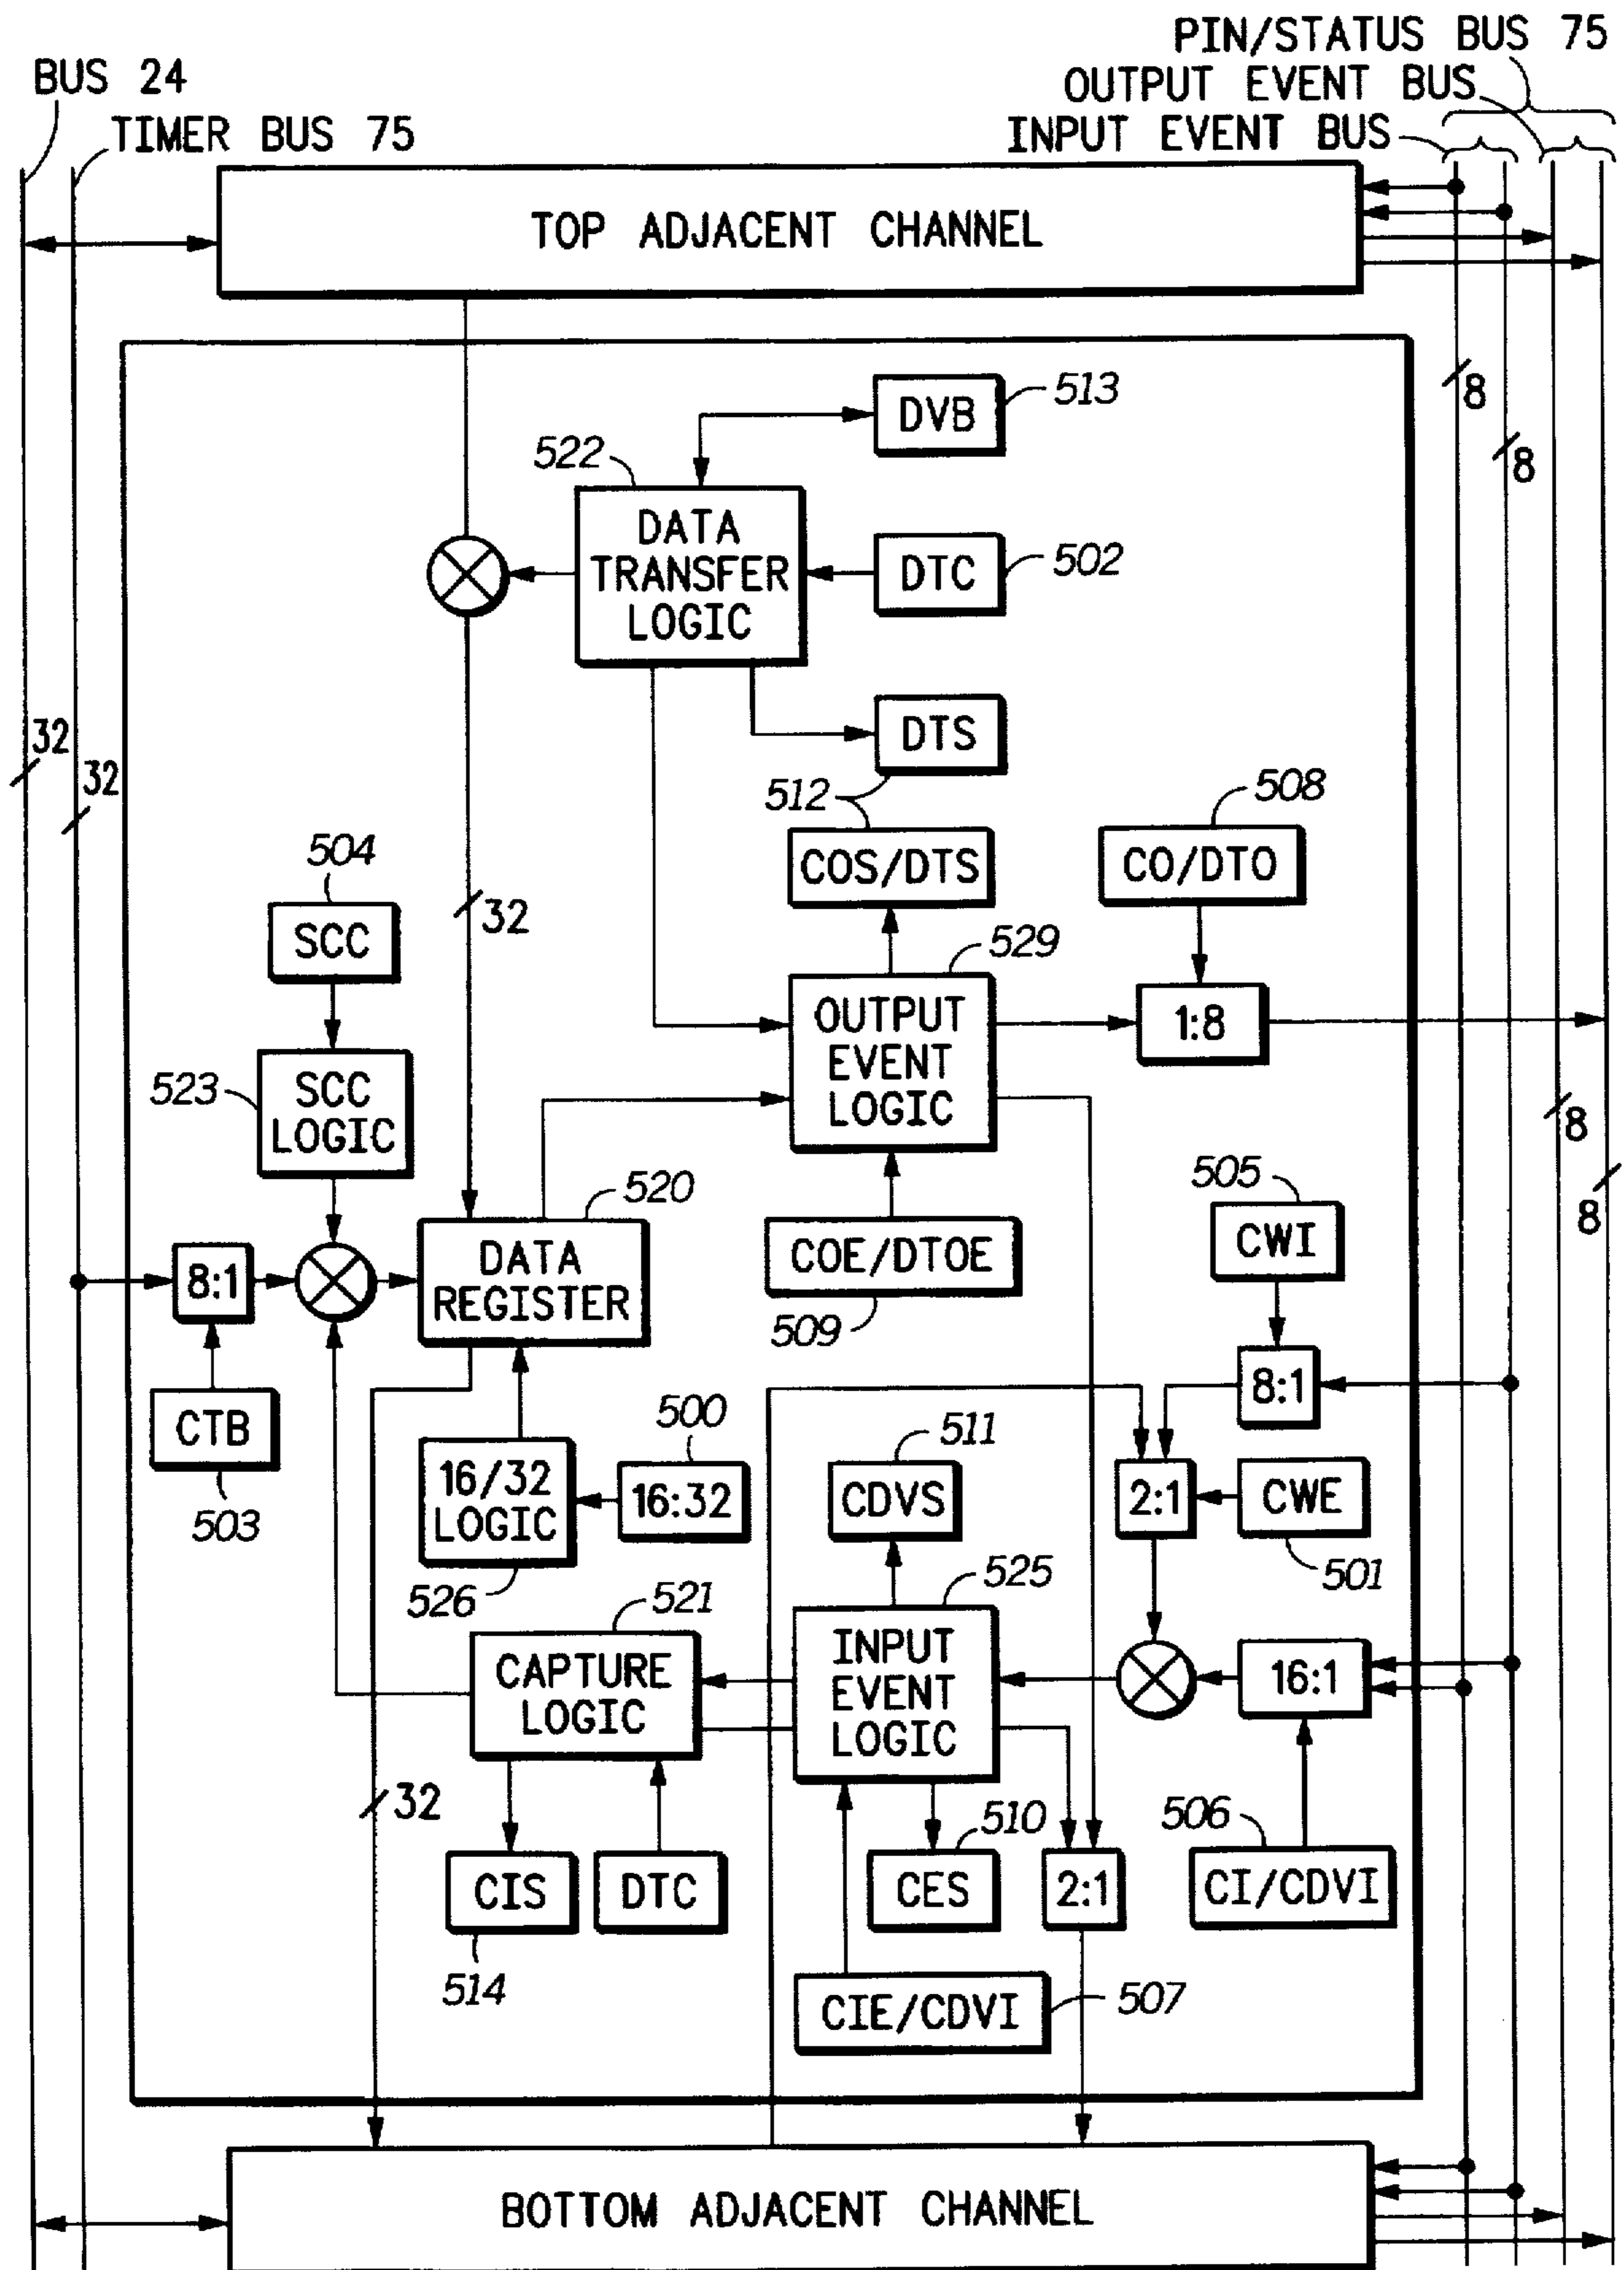 PIN/STATUS BUS 75
BUS 24
OUTPUT EVENT BUS
TIMER BUS 75
INPUT EVENT BUS
TOP ADJACENT CHANNEL
DVB
513
8
522
8
DATA
TRANSFER
LOGIC
DTC
502
DTS
32
32
512
508
504
COS/DTS
CO/DTO
32
SCC
529
OUTPUT
EVENT
LOGIC
1:8
523
SCC
LOGIC
8
505
520
8
COE/DTOE
CWI
DATA
REGISTER
8:1
509
8:1
CTB
500
511
503
16/32
LOGIC
16:32
CDVS
2:1
CWE
501
526
521
525
CAPTURE
LOGIC
INPUT
EVENT
LOGIC
16:1
32
510
506
CIS
DTC
CES
2:1
CI/CDVI
514
CIE/CDVI
507
BOTTOM ADJACENT CHANNEL